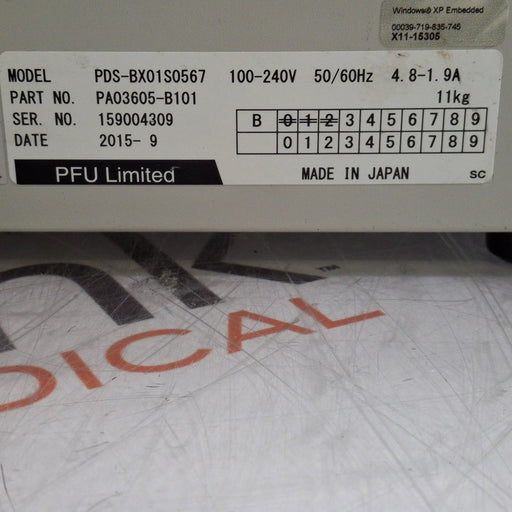 Windows® XP Embedded
00039-719-835-745
X11-15305
MODEL PDS-BX01S0567 100-240V 50/60Hz 4.8-1.9A
PART NO. PA03605-B101 11kg
SER. NO. 159004309
B 0 1 2 3 4 5 6 7 8 9
DATE 2015- 9
0 1 2 3 4 5 6 7 8 9
PFU Limited MADE IN JAPAN SC
nk ™
DICAL